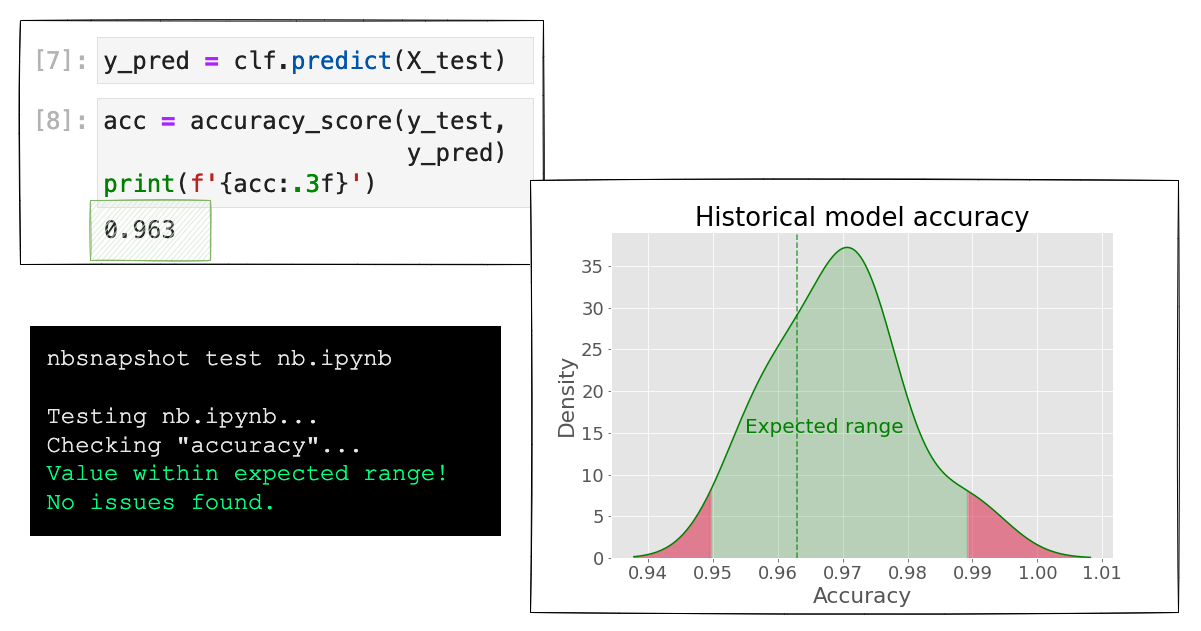 [7]: y_pred = clf.predict(X_test)
[8]: acc = accuracy_score(y_test,
y_pred)
print(f'{acc:.3f}')
0.963
nbsnapshot test nb.ipynb
Testing nb.ipynb...
Checking "accuracy"...
Value within expected range!
No issues found.
Historical model accuracy
Density
35
30
25
20
15
10
5
0
Expected range
0.94 0.95 0.96 0.97 0.98 0.99 1.00 1.01
Accuracy